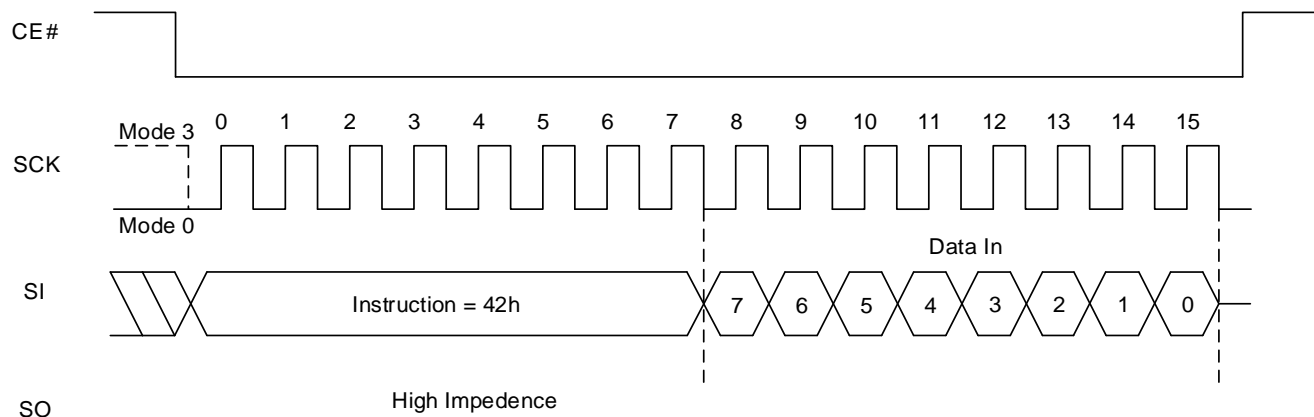 CE#
Mode 3
0 1 2 3 4 5 6 7 8 9 10 11 12 13 14 15
SCK
Mode 0
Data In
SI
Instruction = 42h
7 6 5 4 3 2 1 0
High Impedence
SO